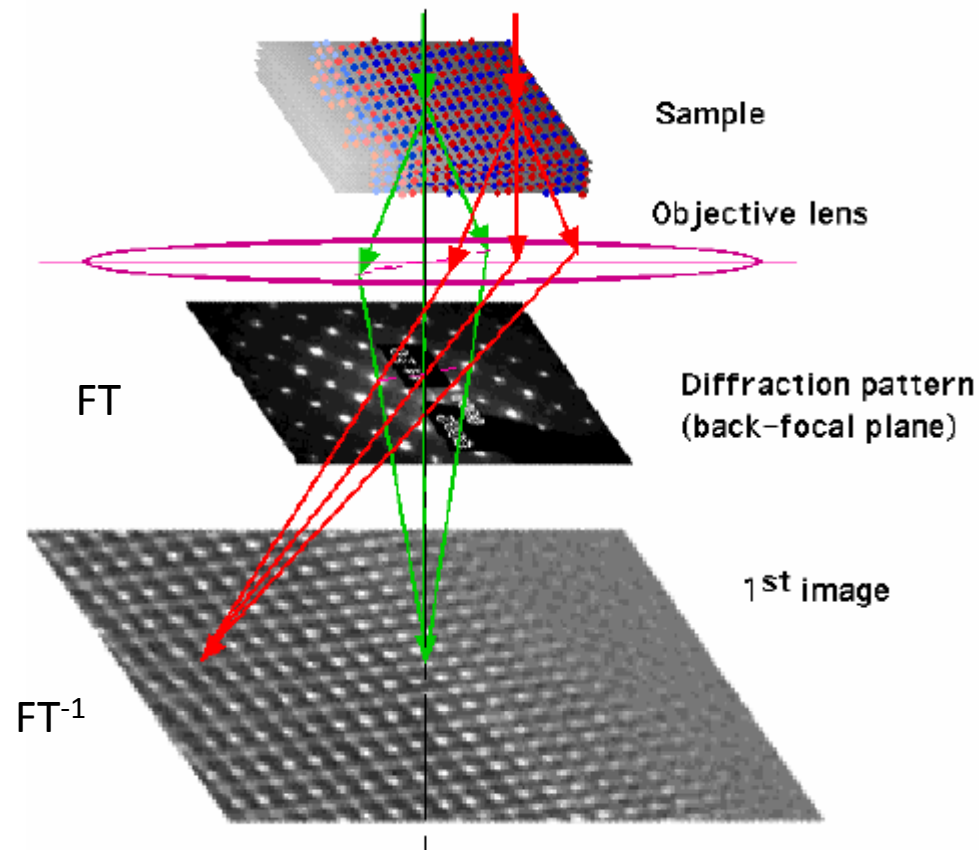 Sample
Objective lens
FT
Diffraction pattern
(back-focal plane)
1st image
FT-1